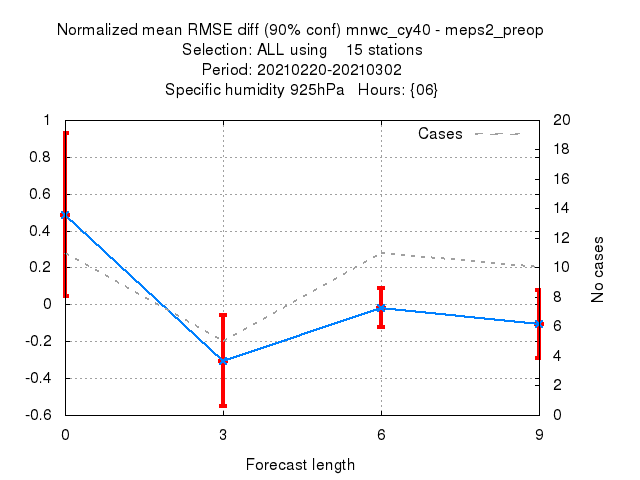 Normalized mean RMSE diff (90% conf) mnwc_cy40 - meps2_preop
Selection: ALL using 15 stations
Period: 20210220-20210302
Specific humidity 925hPa Hours: {06}
Cases
1
0.8
0.6
0.4
0.2
0
-0.2
-0.4
-0.6
20
18
16
14
12
10
8
6
4
2
0
No cases
0 3 6 9
Forecast length